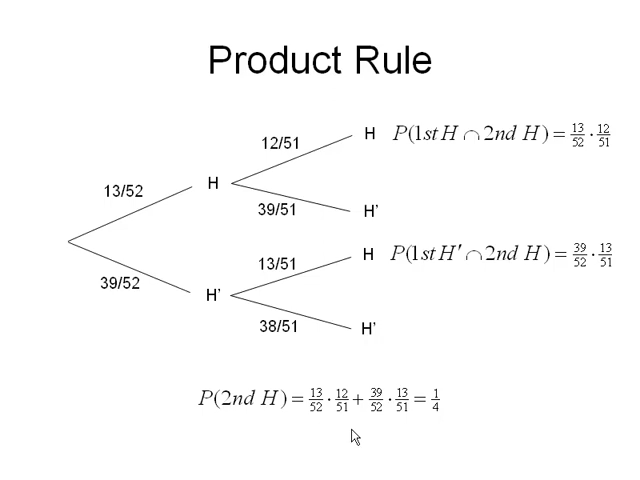 Product Rule
12/51
H P(1st H ∩ 2nd H) = 13/52 · 12/51
13/52
H
39/51
H'
39/52
H'
13/51
H P(1st H' ∩ 2nd H) = 39/52 · 13/51
38/51
H'
P(2nd H) = 13/52 · 12/51 + 39/52 · 13/51 = 1/4